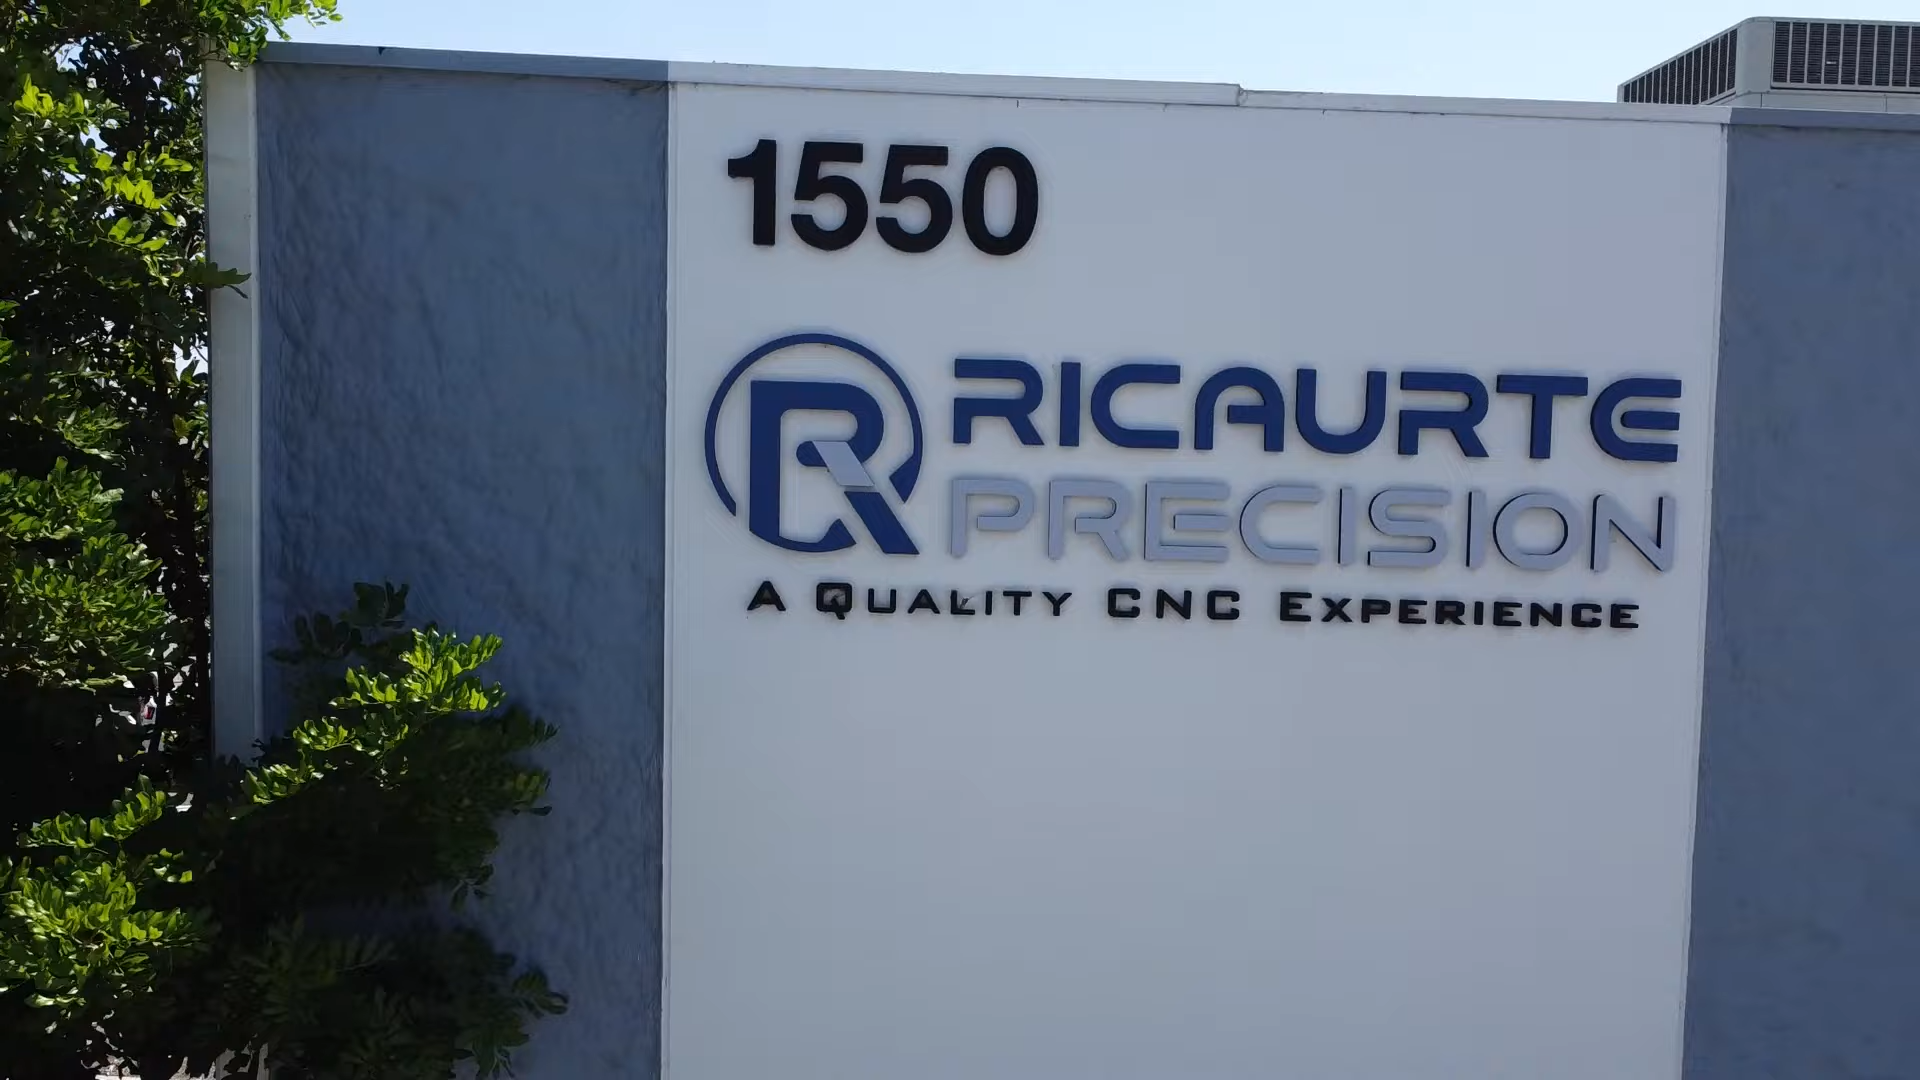 1550
RICAURTE
PRECISION
A QUALITY CNC EXPERIENCE